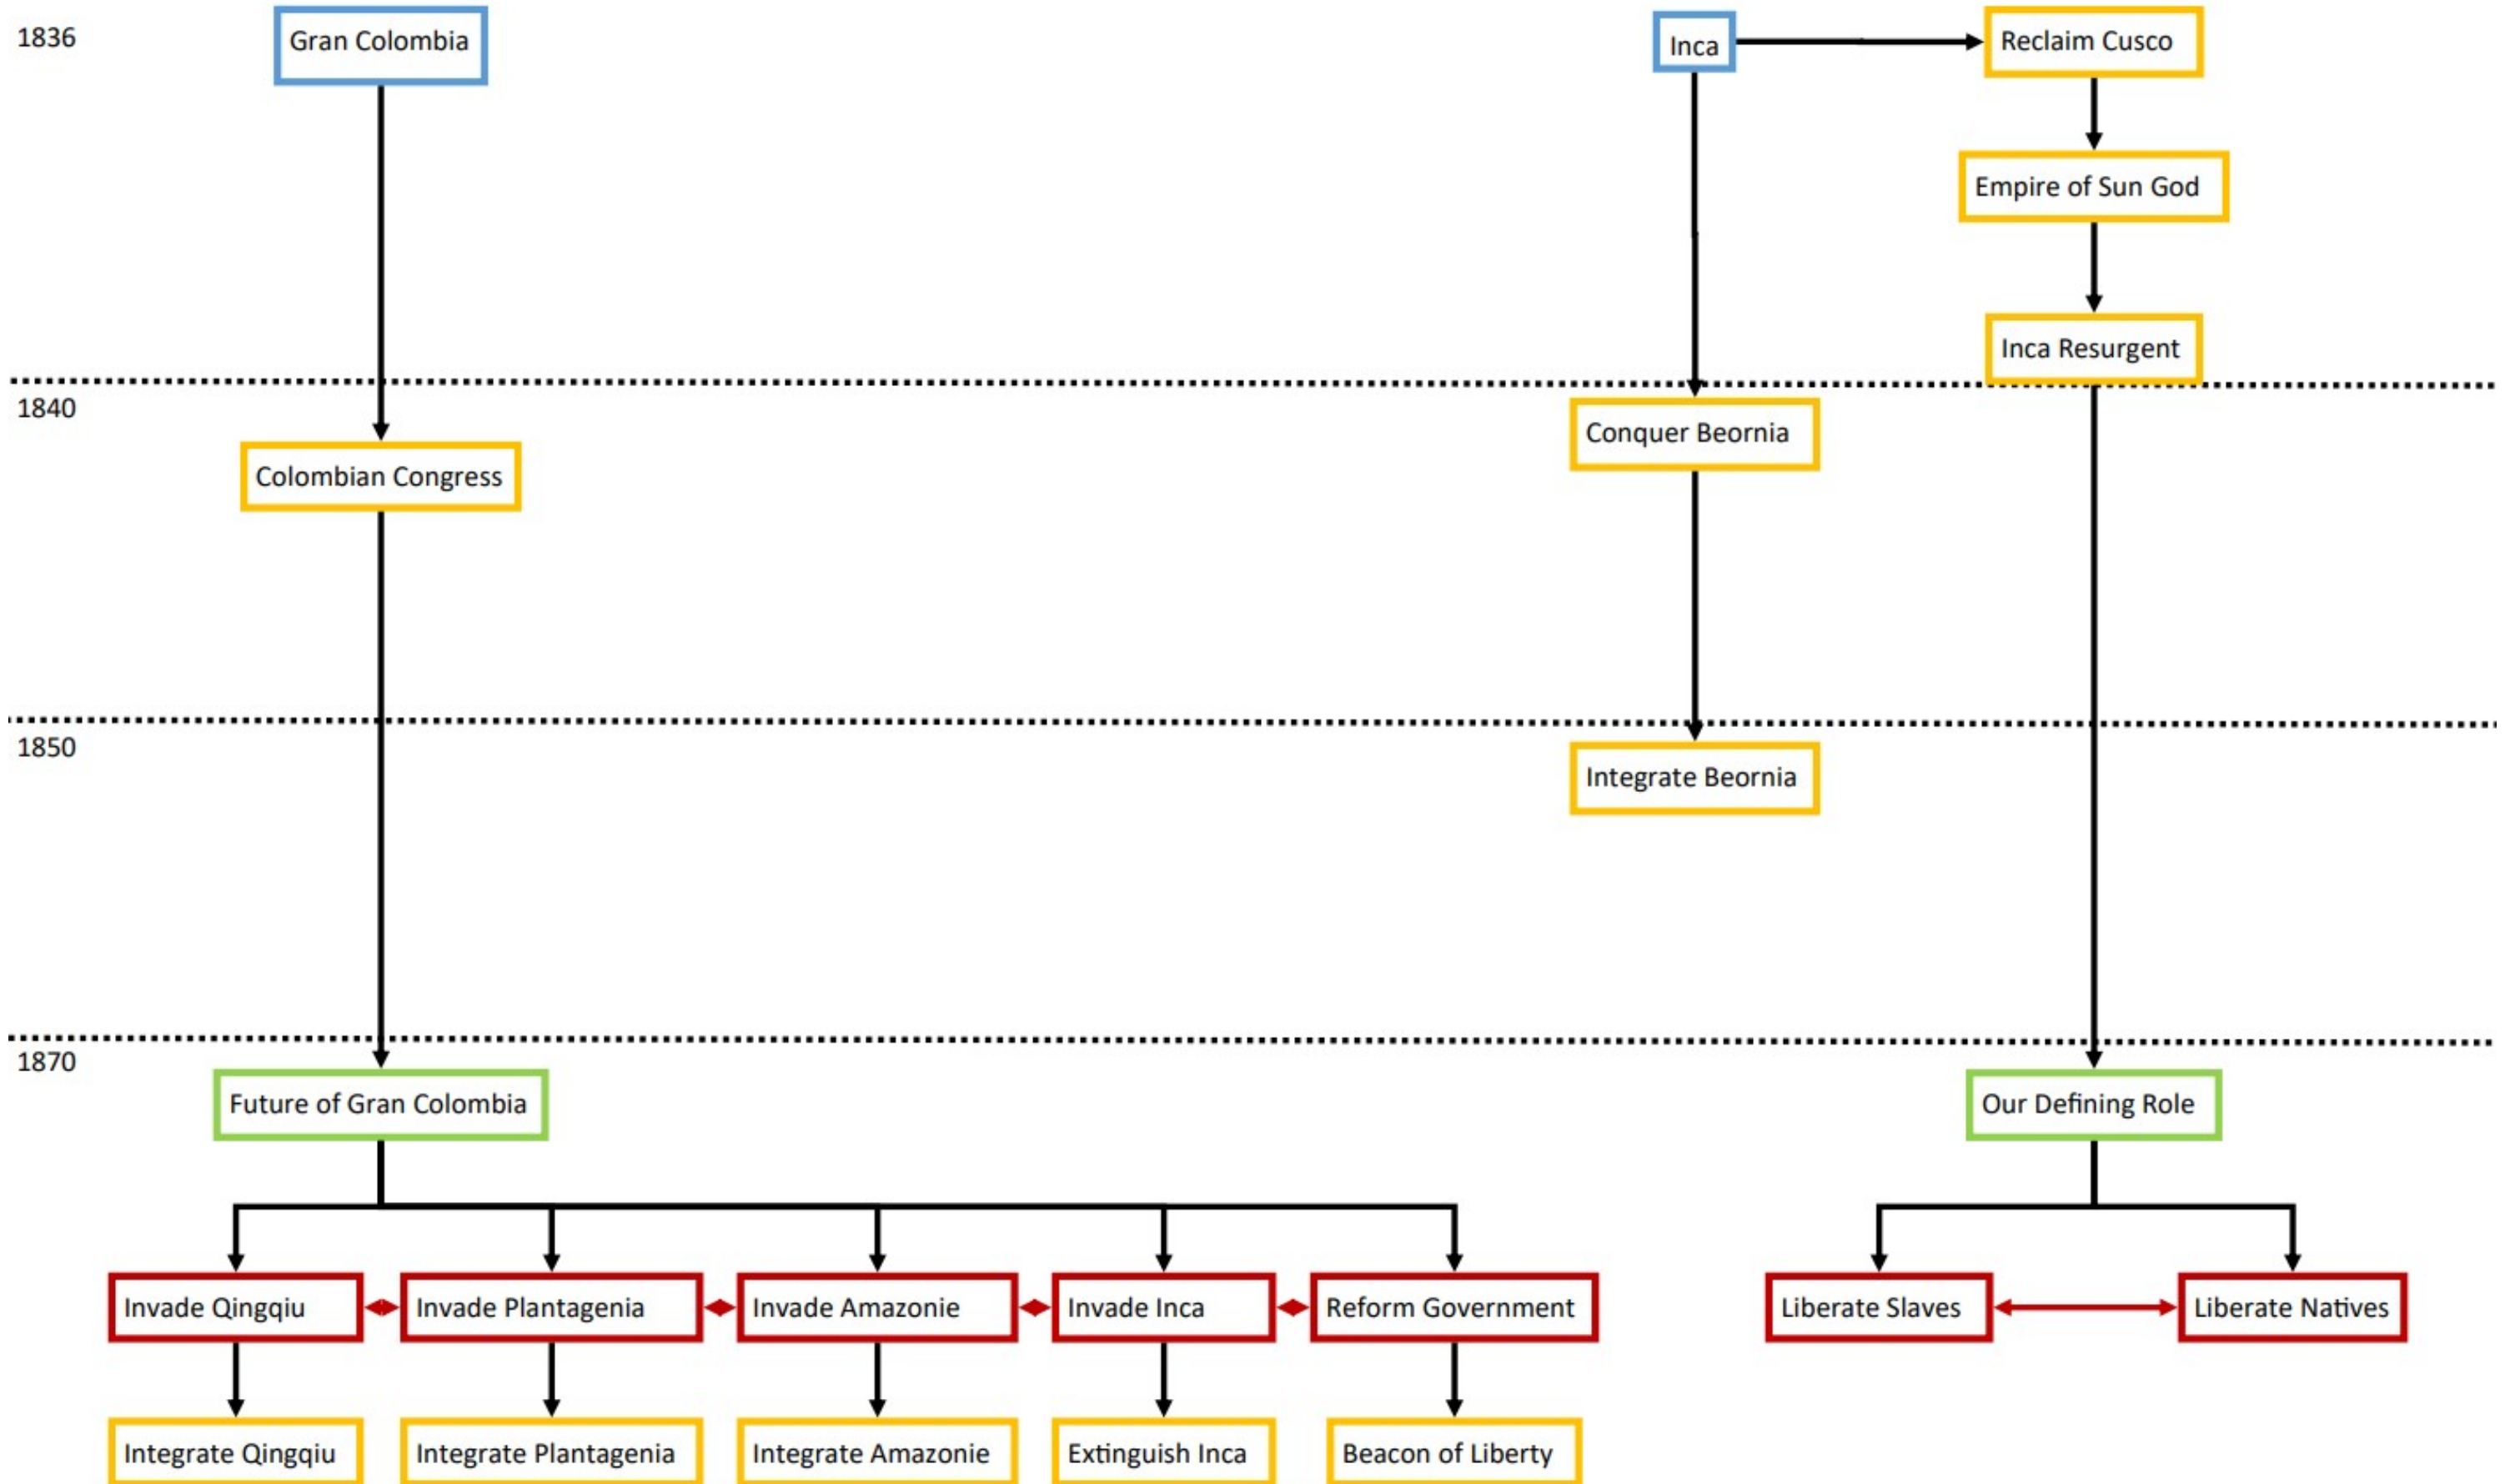 1836
Gran Colombia
Inca
Reclaim Cusco
Empire of Sun God
Inca Resurgent
1840
Conquer Beornia
Colombian Congress
1850
Integrate Beornia
1870
Future of Gran Colombia
Our Defining Role
Invade Qingqiu
Invade Plantagenia
Invade Amazonie
Invade Inca
Reform Government
Liberate Slaves
Liberate Natives
Integrate Qingqiu
Integrate Plantagenia
Integrate Amazonie
Extinguish Inca
Beacon of Liberty